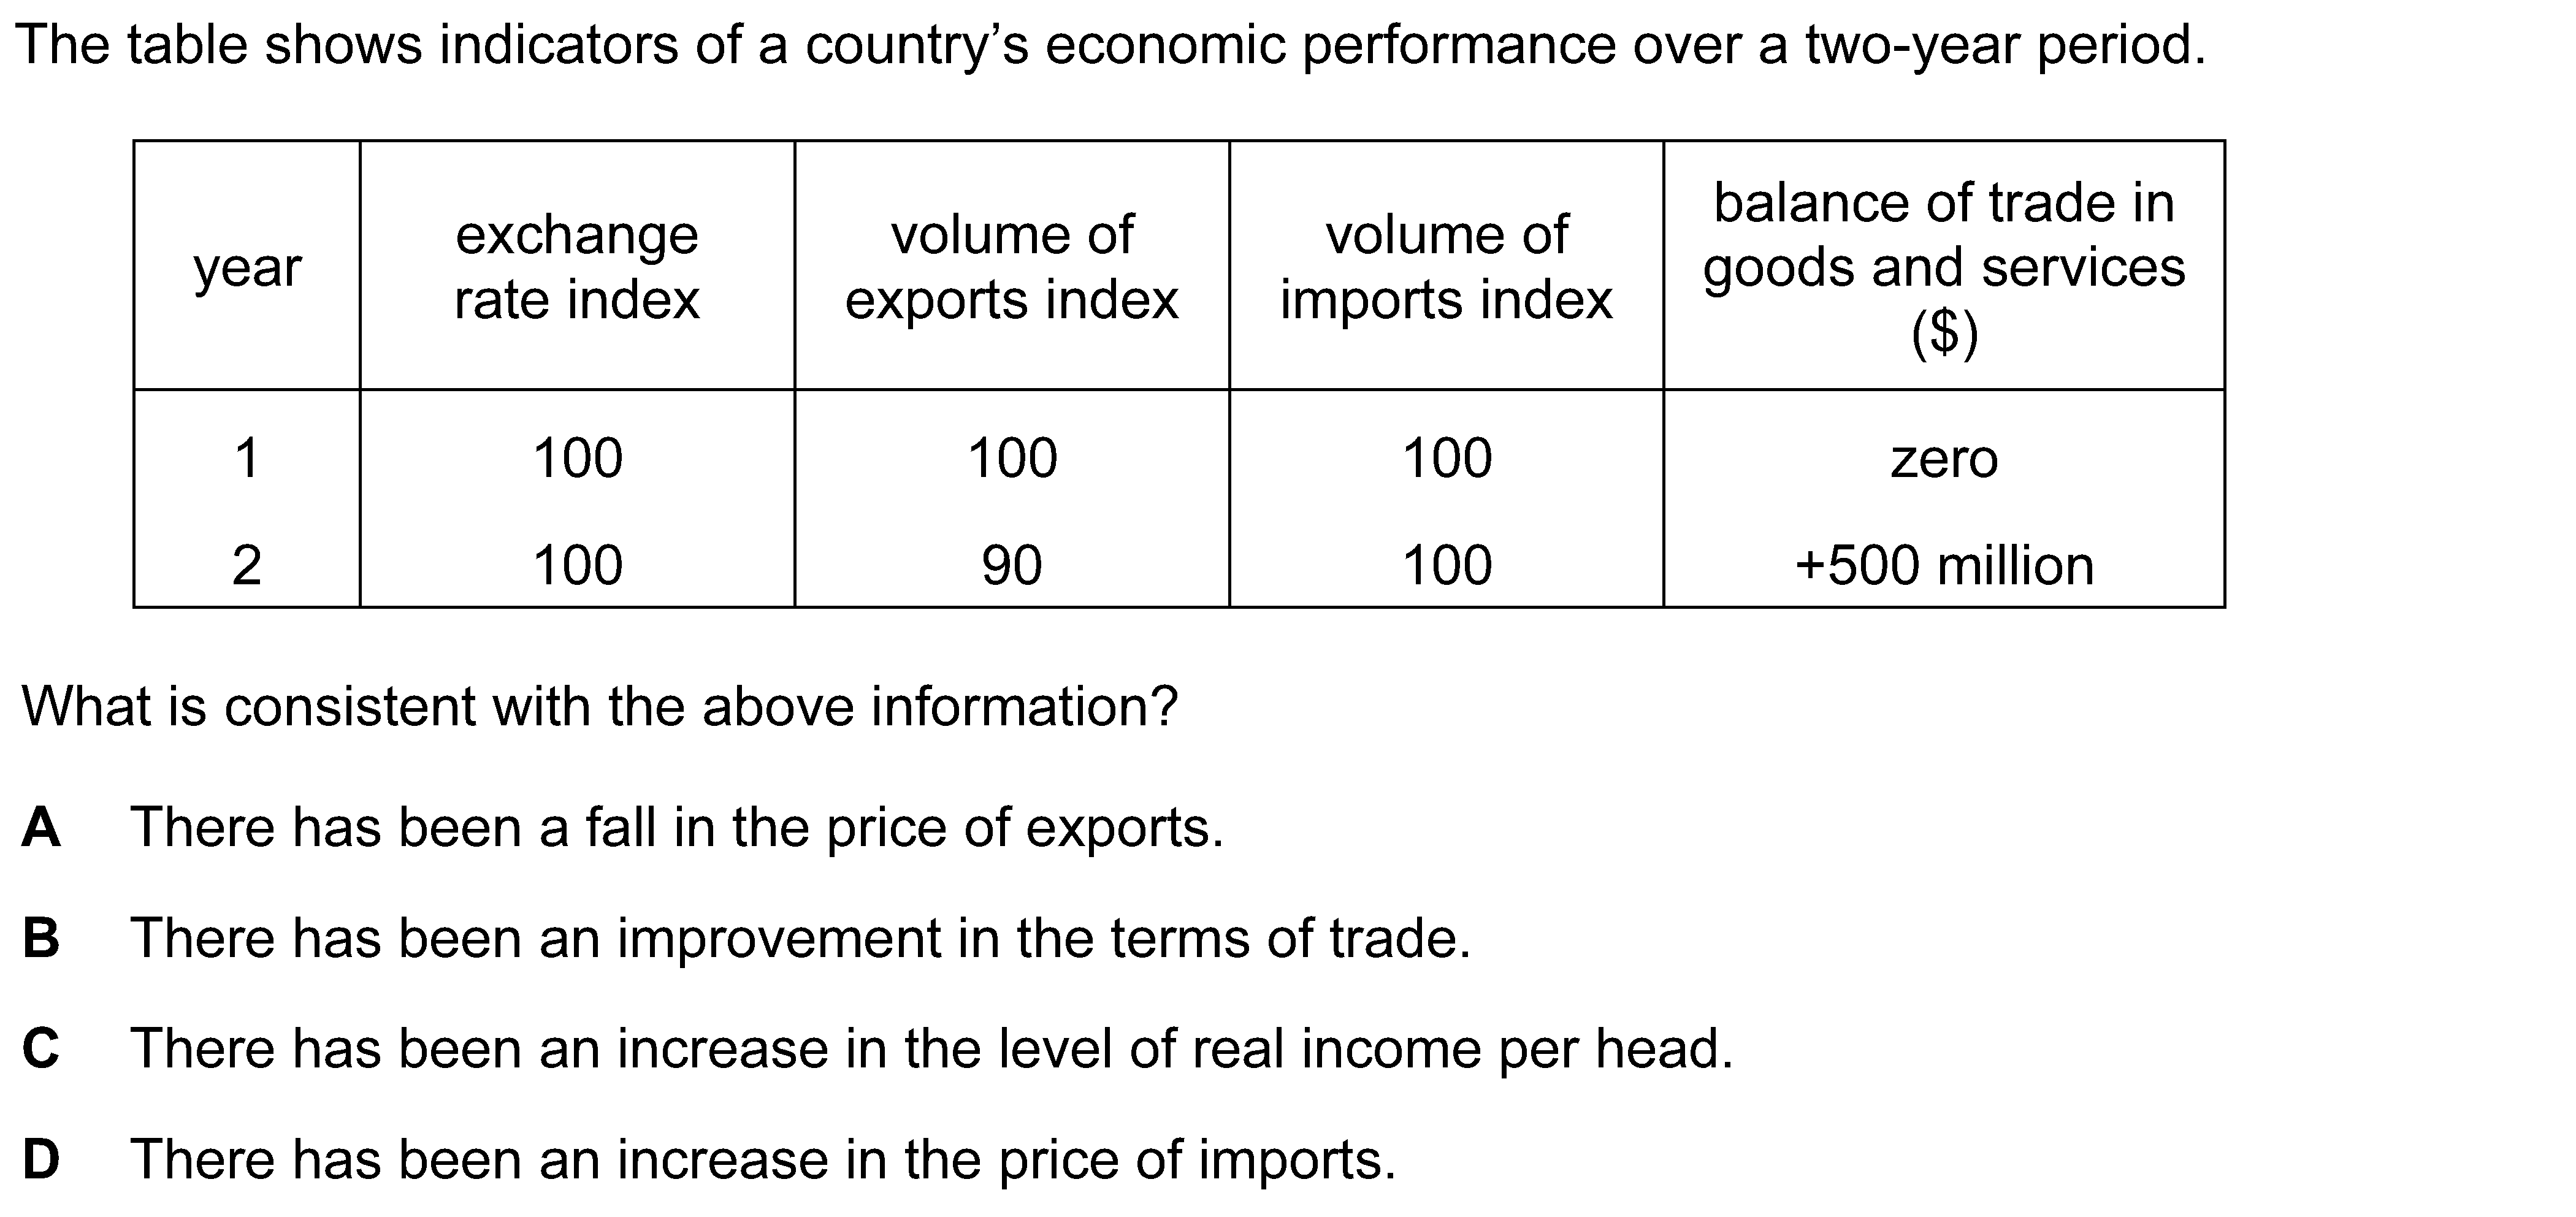 The table shows indicators of a country’s economic performance over a two-year period.
year
exchange
rate index
volume of
exports index
volume of
imports index
balance of trade in
goods and services
($)
1 100 100 100 zero
2 100 90 100 +500 million
What is consistent with the above information?
A There has been a fall in the price of exports.
B There has been an improvement in the terms of trade.
C There has been an increase in the level of real income per head.
D There has been an increase in the price of imports.